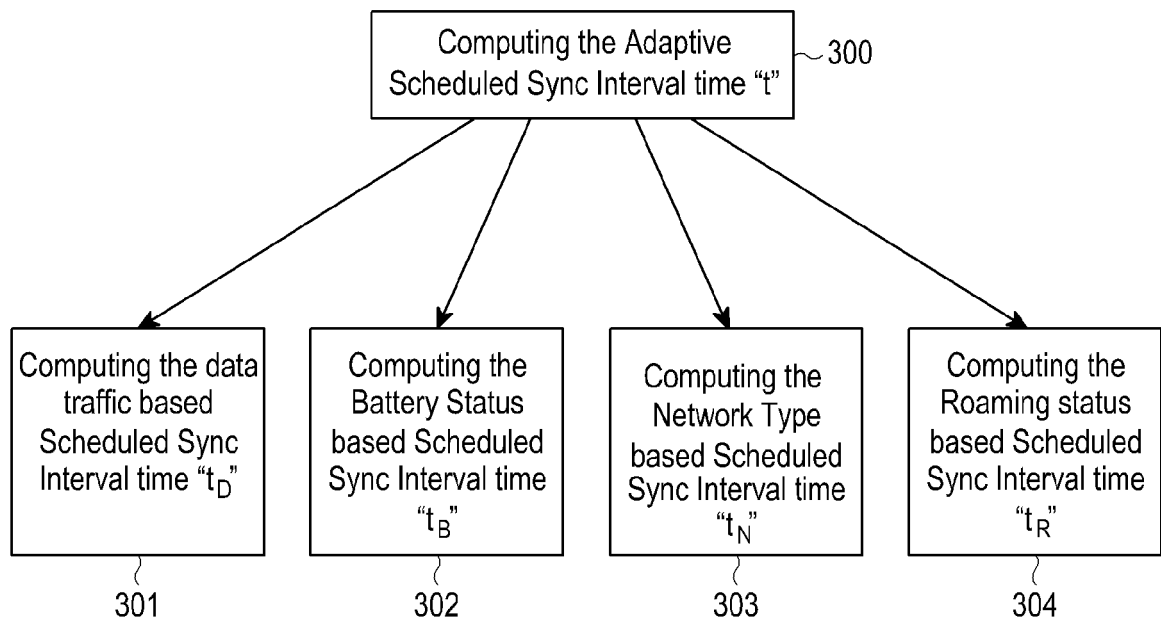 Computing the Adaptive
Scheduled Sync Interval time “t”
300
Computing the data
traffic based
Scheduled Sync
Interval time “tD”
301
Computing the
Battery Status
based Scheduled
Sync Interval time
“tB”
302
Computing the
Network Type
based Scheduled
Sync Interval time
“tN”
303
Computing the
Roaming status
based Scheduled
Sync Interval time
“tR”
304